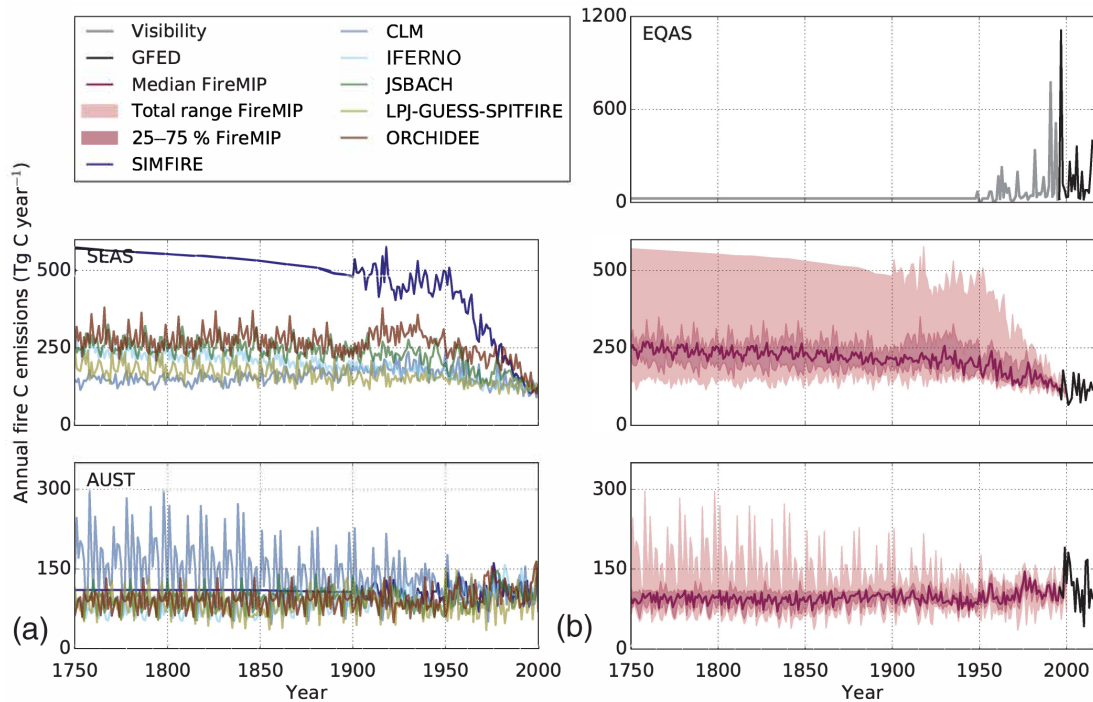 Visibility
GFED
Median FireMIP
Total range FireMIP
25–75 % FireMIP
SIMFIRE
CLM
IFERNO
JSBACH
LPJ-GUESS-SPITFIRE
ORCHIDEE
Annual fire C emissions (Tg C year⁻¹)
EQAS
1200
600
0
SEAS
500
250
0
500
250
0
AUST
300
150
0
300
150
0
(a)
(b)
1750 1800 1850 1900 1950 2000
Year
1750 1800 1850 1900 1950 2000
Year